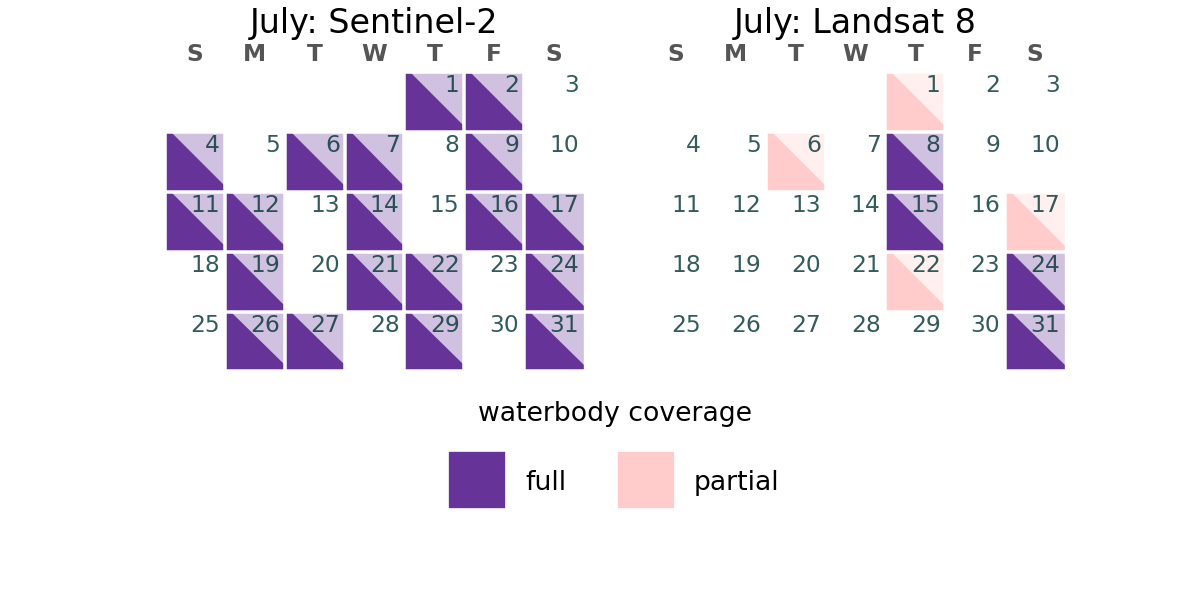 July: Sentinel-2
S M T W T F S
1 2 3
4 5 6 7 8 9 10
11 12 13 14 15 16 17
18 19 20 21 22 23 24
25 26 27 28 29 30 31
July: Landsat 8
S M T W T F S
1 2 3
4 5 6 7 8 9 10
11 12 13 14 15 16 17
18 19 20 21 22 23 24
25 26 27 28 29 30 31
waterbody coverage
full
partial